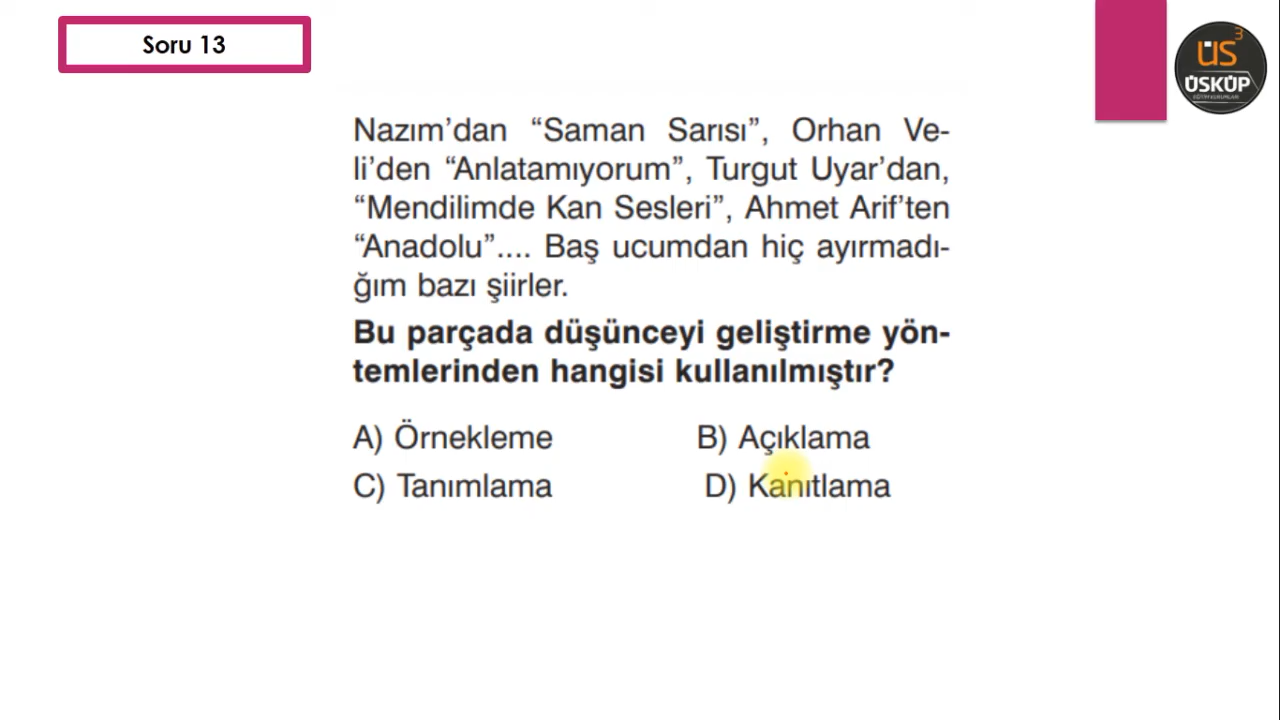 Soru 13
ÜS3
ÜSKÜP
Nazım’dan “Saman Sarısı”, Orhan Ve-
li’den “Anlatamıyorum”, Turgut Uyar’dan,
“Mendilimde Kan Sesleri”, Ahmet Arif’ten
“Anadolu”.... Baş ucumdan hiç ayırmadı-
ğım bazı şiirler.
Bu parçada düşünceyi geliştirme yön-
temlerinden hangisi kullanılmıştır?
A) Örnekleme B) Açıklama
C) Tanımlama D) Kanıtlama